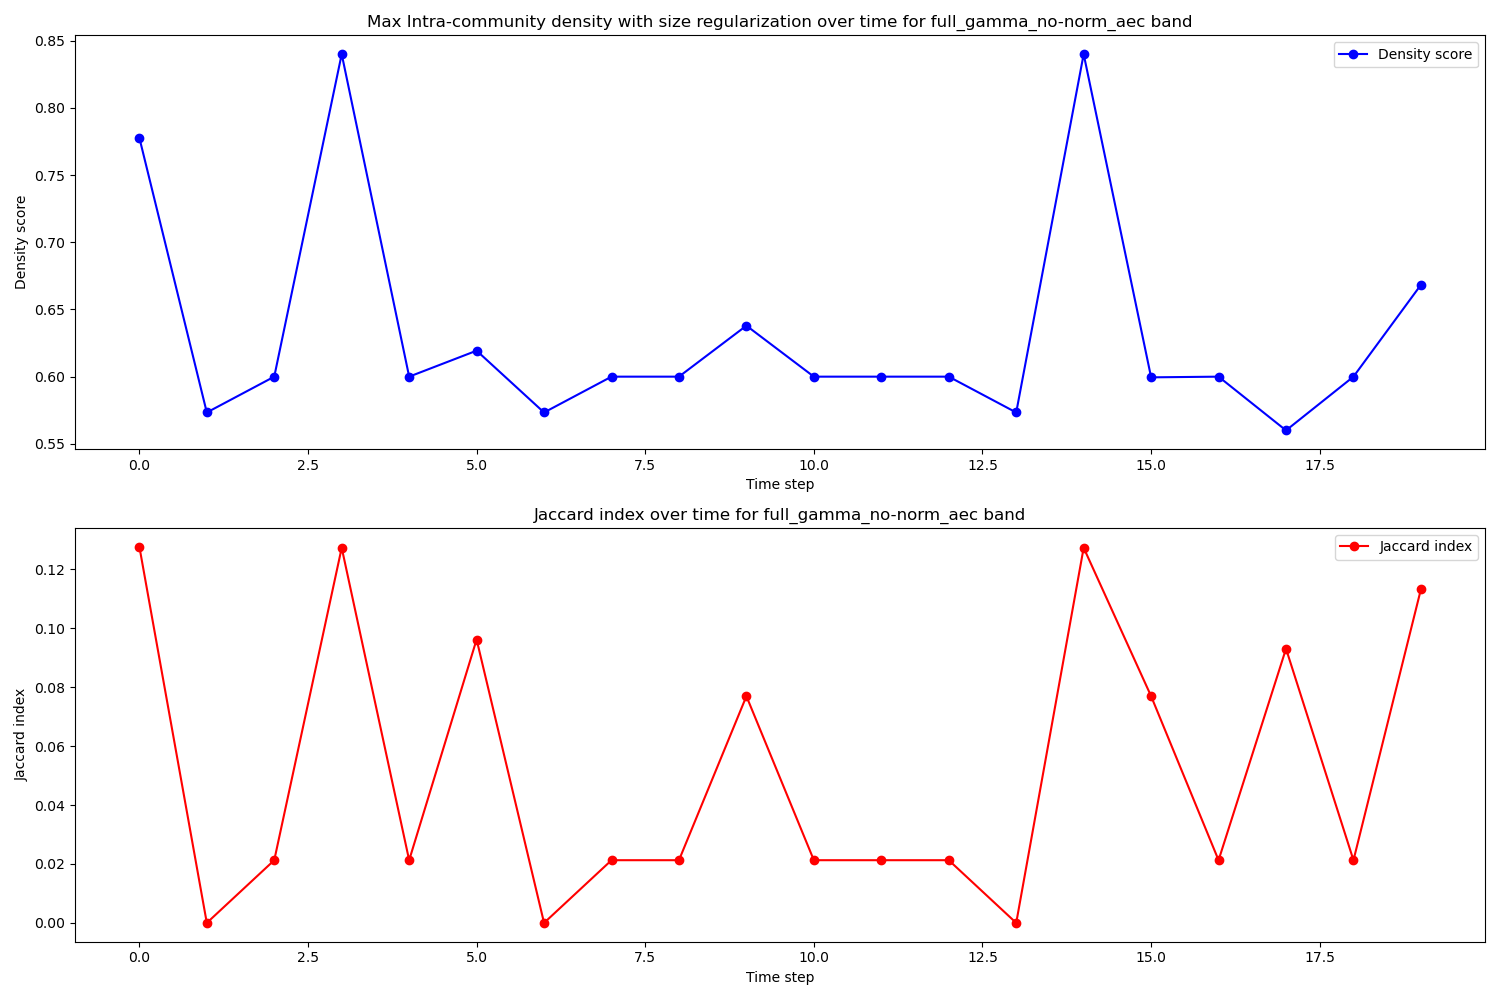 Max Intra-community density with size regularization over time for full_gamma_no-norm_aec band
Density score
0.85
0.80
0.75
0.70
0.65
0.60
0.55
Density score
0.0 2.5 5.0 7.5 10.0 12.5 15.0 17.5
Time step
Jaccard index over time for full_gamma_no-norm_aec band
Jaccard index
0.12
0.10
0.08
0.06
0.04
0.02
0.00
Jaccard index
0.0 2.5 5.0 7.5 10.0 12.5 15.0 17.5
Time step